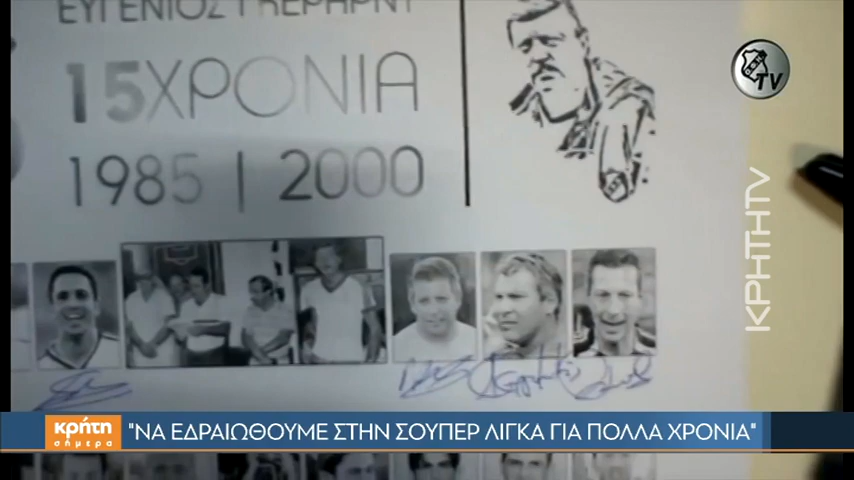 ΕΥΓΕΝΙΟΣ ΓΚΕΡΑΡΝΤ
15ΧΡΟΝΙΑ
1985 | 2000
TV
ΚΡΗΤΗTV
κρήτη
σήμερα
"ΝΑ ΕΔΡΑΙΩΘΟΥΜΕ ΣΤΗΝ ΣΟΥΠΕΡ ΛΙΓΚΑ ΓΙΑ ΠΟΛΛΑ ΧΡΟΝΙΑ"